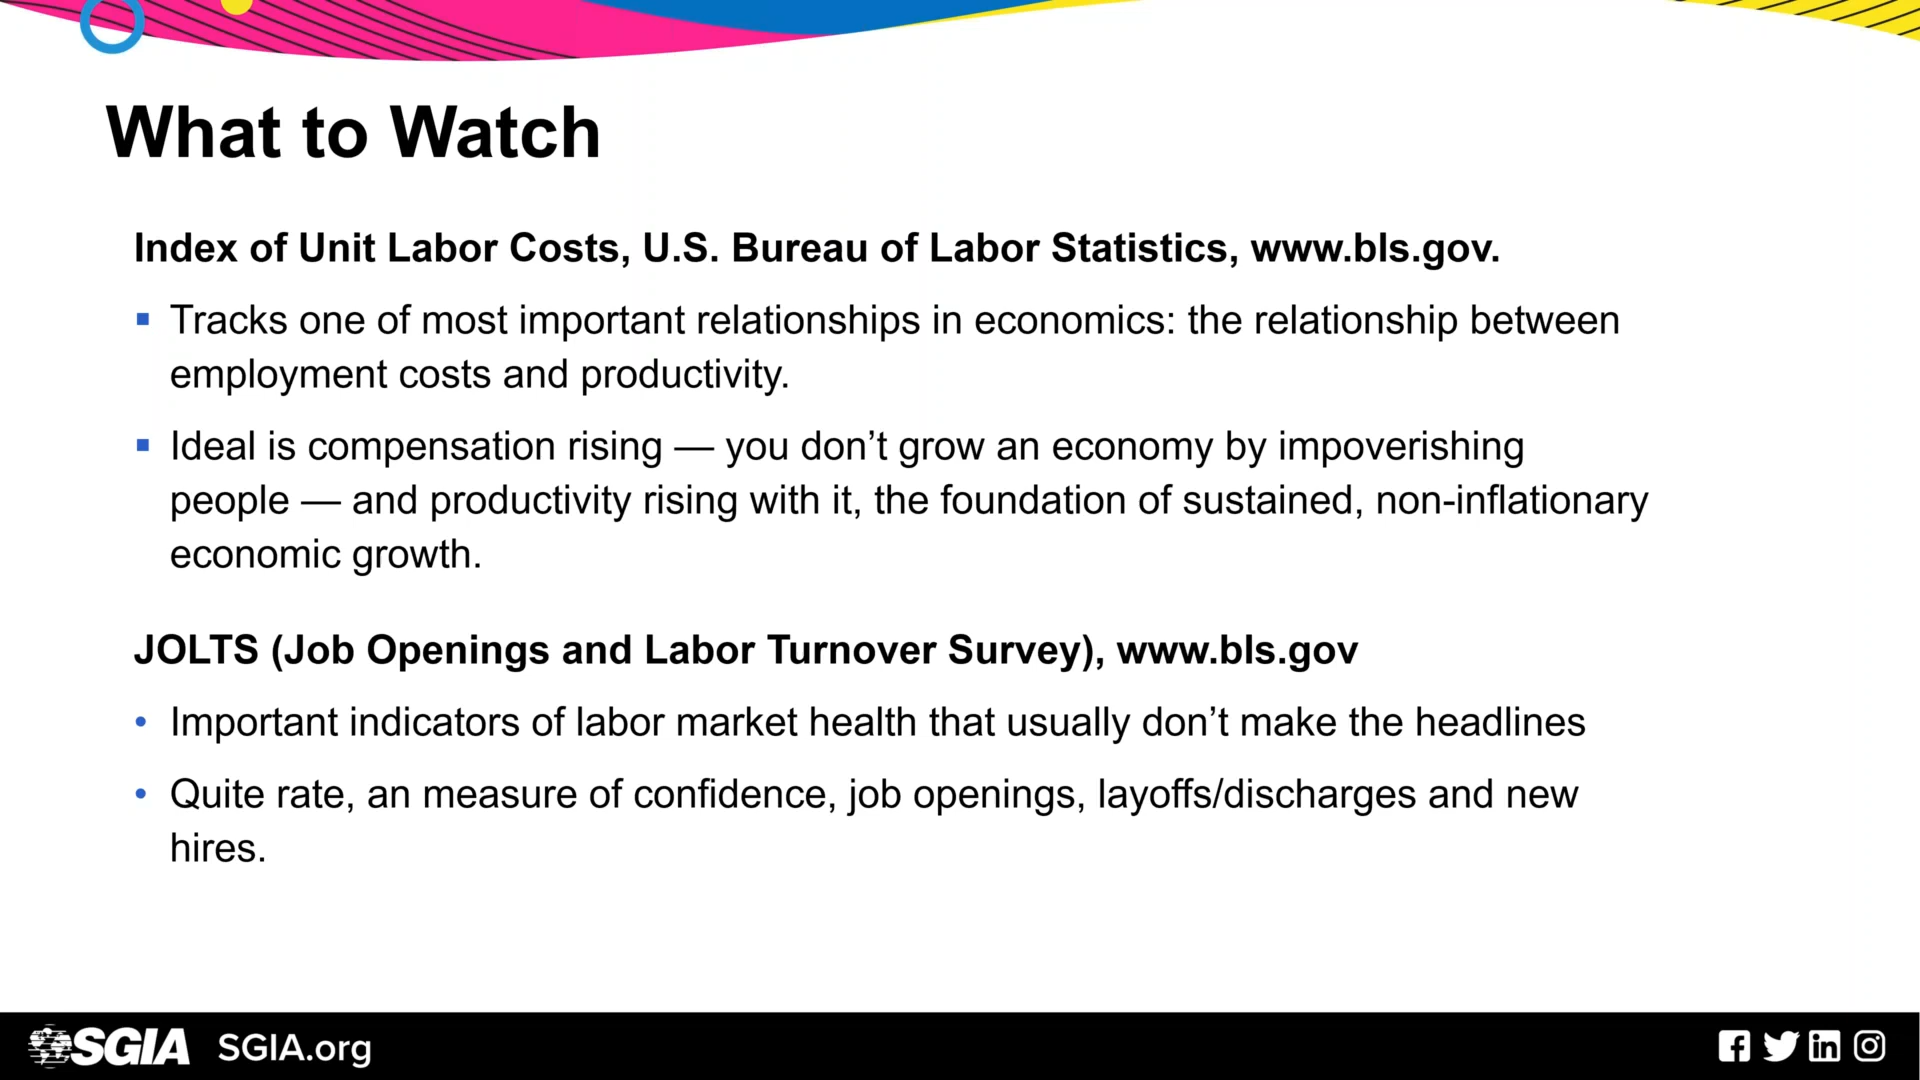 What to Watch
Index of Unit Labor Costs, U.S. Bureau of Labor Statistics, www.bls.gov.
Tracks one of most important relationships in economics: the relationship between
employment costs and productivity.
Ideal is compensation rising — you don’t grow an economy by impoverishing
people — and productivity rising with it, the foundation of sustained, non-inflationary
economic growth.
JOLTS (Job Openings and Labor Turnover Survey), www.bls.gov
Important indicators of labor market health that usually don’t make the headlines
Quite rate, an measure of confidence, job openings, layoffs/discharges and new
hires.
SGIA SGIA.org